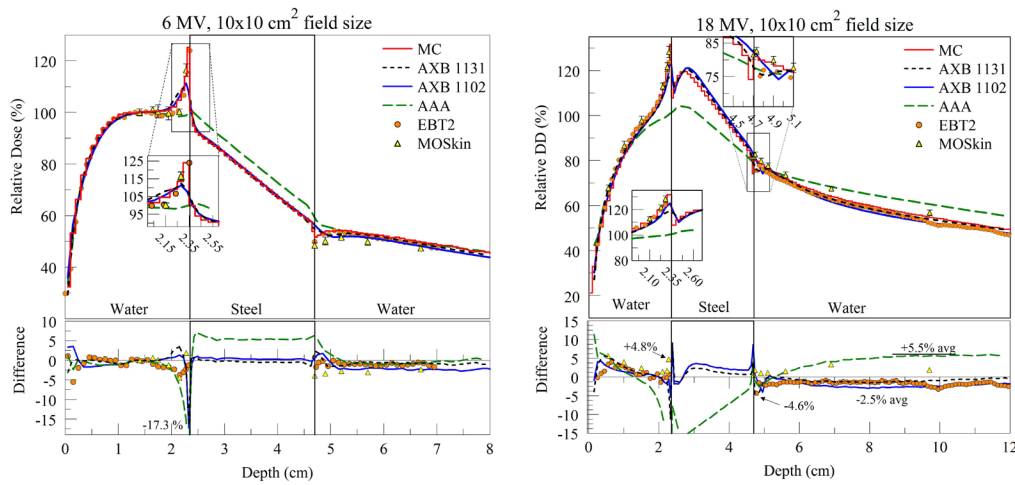 6 MV, 10x10 cm² field size
MC
AXB 1131
AXB 1102
AAA
EBT2
MOSkin
Relative Dose (%)
120
100
80
60
40
125
115
105
95
2.15
2.35
2.55
Water
Steel
Water
Difference
10
5
0
-5
-10
-15
-17.3 %
0
1
2
3
4
5
6
7
8
Depth (cm)
18 MV, 10x10 cm² field size
MC
AXB 1131
AXB 1102
AAA
EBT2
MOSkin
Relative DD (%)
120
100
80
60
40
20
85
75
4.5
4.7
4.9
5.1
120
100
80
2.10
2.35
2.60
Water
Steel
Water
Difference
15
10
5
0
-5
-10
15
+4.8%
+5.5% avg
-4.6%
-2.5% avg
0
2
4
6
8
10
12
Depth (cm)